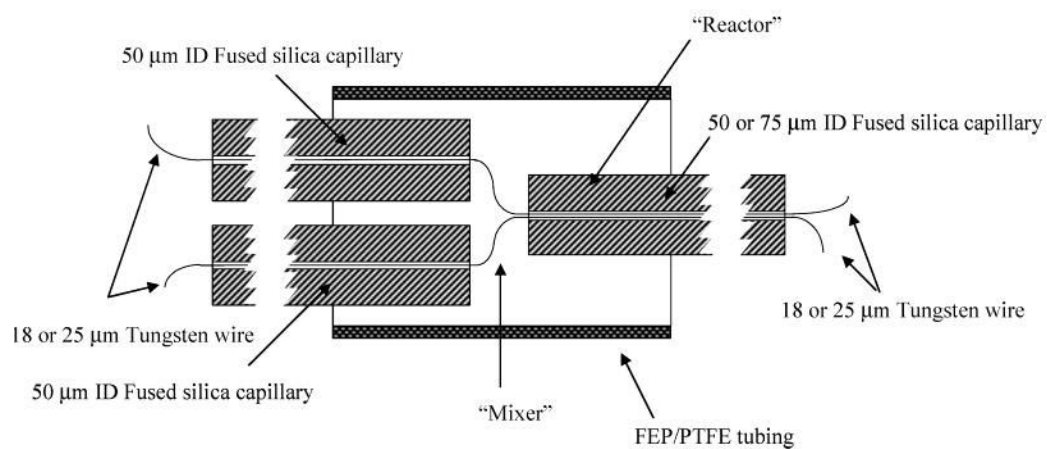 “Reactor”
50 μm ID Fused silica capillary
50 or 75 μm ID Fused silica capillary
18 or 25 μm Tungsten wire
18 or 25 μm Tungsten wire
50 μm ID Fused silica capillary
“Mixer”
FEP/PTFE tubing